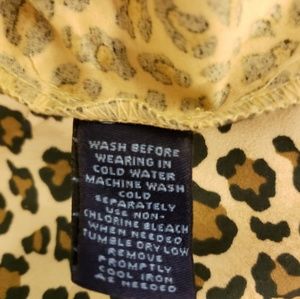 WASH BEFORE
WEARING IN
COLD WATER
MACHINE WASH
COLD
SEPARATELY
USE NON-
CHLORINE BLEACH
WHEN NEEDED
TUMBLE DRY LOW
REMOVE
PROMPTLY
COOL IRON
AS NEEDED